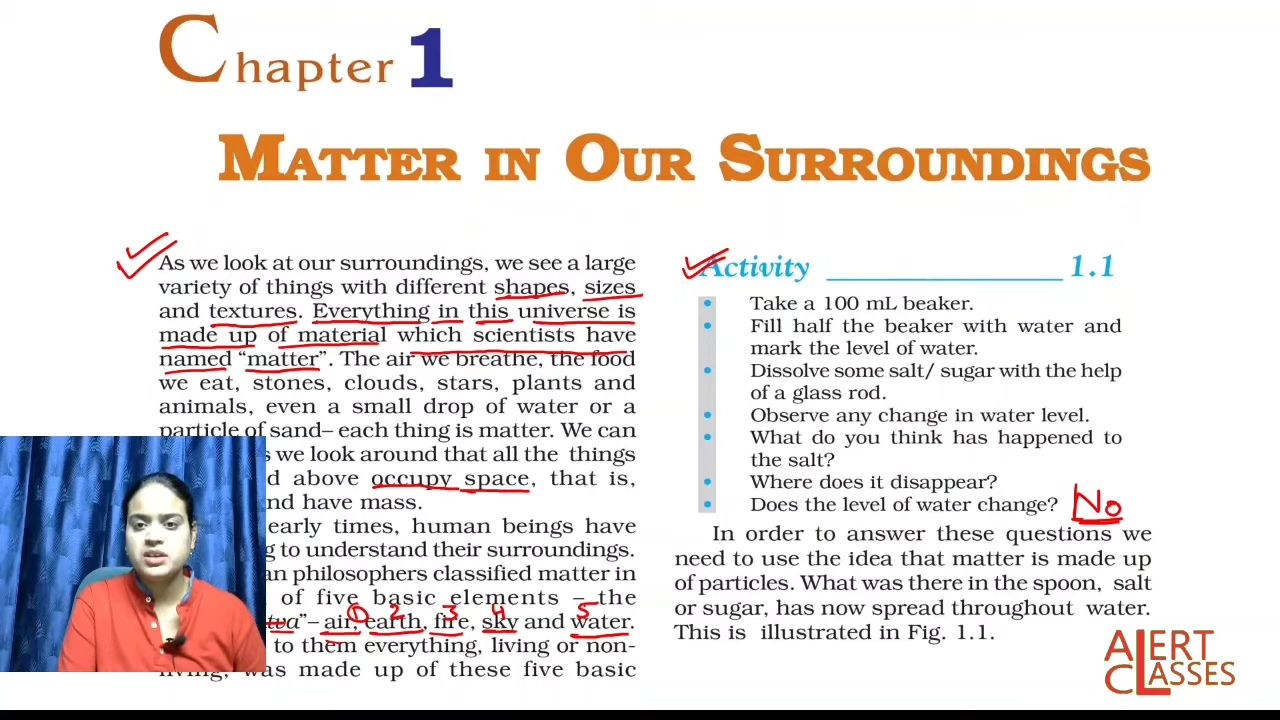 Chapter 1
MATTER IN OUR SURROUNDINGS
As we look at our surroundings, we see a large
variety of things with different shapes, sizes
and textures. Everything in this universe is
made up of material which scientists have
named “matter”. The air we breathe, the food
we eat, stones, clouds, stars, plants and
animals, even a small drop of water or a
particle of sand– each thing is matter. We can
we look around that all the things
above occupy space, that is,
and have mass.
early times, human beings have
to understand their surroundings.
philosophers classified matter in
of five basic elements – the
1 2 3 4 5
air, earth, fire, sky and water.
to them everything, living or non-
living, was made up of these five basic
Activity 1.1
• Take a 100 mL beaker.
• Fill half the beaker with water and
mark the level of water.
• Dissolve some salt/ sugar with the help
of a glass rod.
• Observe any change in water level.
• What do you think has happened to
the salt?
• Where does it disappear?
• Does the level of water change? No
In order to answer these questions we
need to use the idea that matter is made up
of particles. What was there in the spoon, salt
or sugar, has now spread throughout water.
This is illustrated in Fig. 1.1.
ALERT
CLASSES